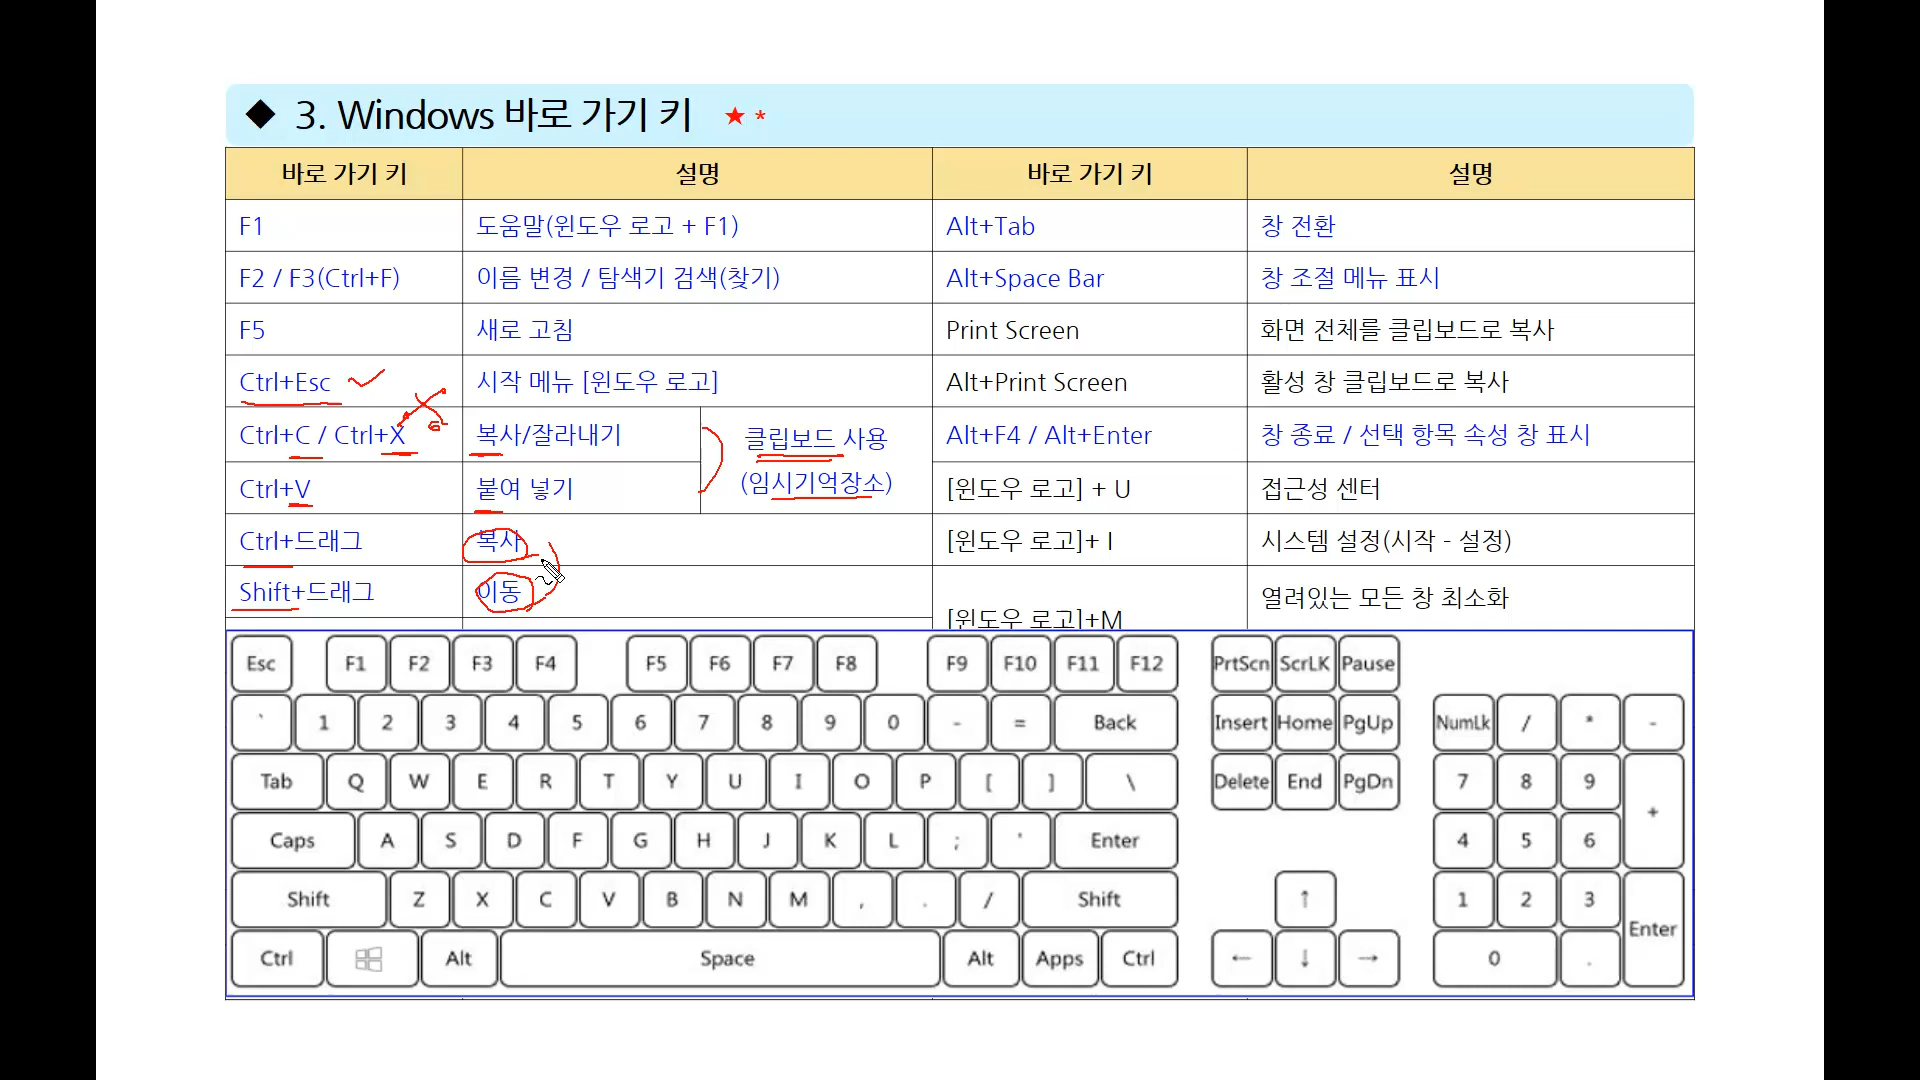 ◆ 3. Windows 바로 가기 키 ★ *
바로 가기 키 설명 바로 가기 키 설명
F1 도움말(윈도우 로고 + F1) Alt+Tab 창 전환
F2 / F3(Ctrl+F) 이름 변경 / 탐색기 검색(찾기) Alt+Space Bar 창 조절 메뉴 표시
F5 새로 고침 Print Screen 화면 전체를 클립보드로 복사
Ctrl+Esc 시작 메뉴 [윈도우 로고] Alt+Print Screen 활성 창 클립보드로 복사
Ctrl+C / Ctrl+X 복사/잘라내기 클립보드 사용 Alt+F4 / Alt+Enter 창 종료 / 선택 항목 속성 창 표시
Ctrl+V 붙여 넣기 (임시기억장소) [윈도우 로고] + U 접근성 센터
Ctrl+드래그 복사 [윈도우 로고]+ I 시스템 설정(시작 - 설정)
Shift+드래그 이동 [윈도우 로고]+M 열려있는 모든 창 최소화
Esc F1 F2 F3 F4 F5 F6 F7 F8 F9 F10 F11 F12 PrtScn ScrLK Pause
` 1 2 3 4 5 6 7 8 9 0 - = Back Insert Home PgUp NumLk / * -
Tab Q W E R T Y U I O P [ ] \ Delete End PgDn 7 8 9 +
Caps A S D F G H J K L ; ' Enter 4 5 6
Shift Z X C V B N M , . / Shift ↑ 1 2 3 Enter
Ctrl Alt Space Alt Apps Ctrl ← ↓ → 0 .